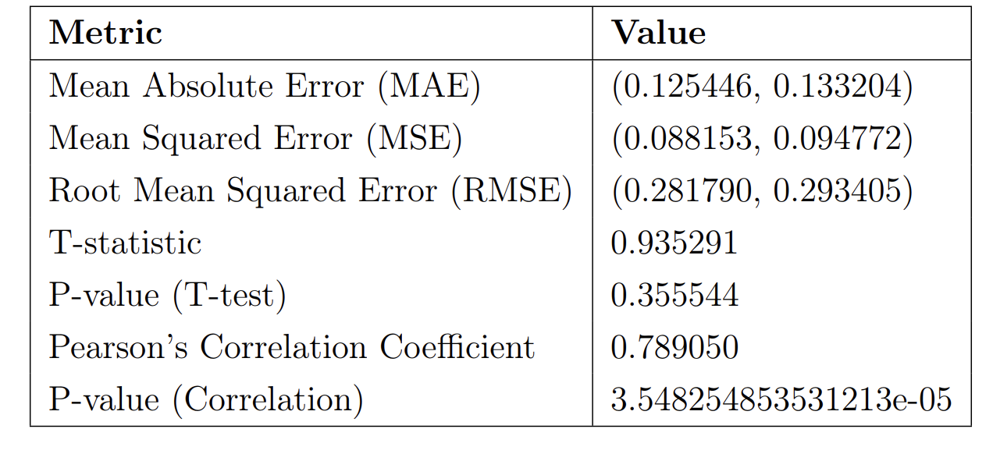 Metric Value
Mean Absolute Error (MAE) (0.125446, 0.133204)
Mean Squared Error (MSE) (0.088153, 0.094772)
Root Mean Squared Error (RMSE) (0.281790, 0.293405)
T-statistic 0.935291
P-value (T-test) 0.355544
Pearson's Correlation Coefficient 0.789050
P-value (Correlation) 3.548254853531213e-05